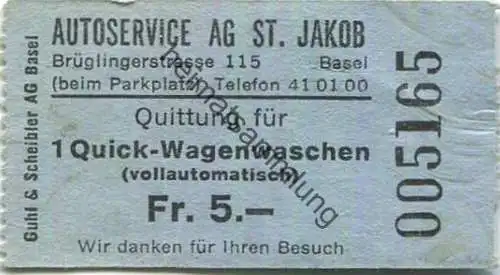 AUTOSERVICE AG ST. JAKOB
Brüglingerstrasse 115 Basel
(beim Parkplatz) Telefon 41 01 00
Quittung für
1 Quick-Wagenwaschen
(vollautomatisch)
Fr. 5.—
Wir danken für Ihren Besuch
Guhl & Scheibler AG Basel
005165
heimatsammlung